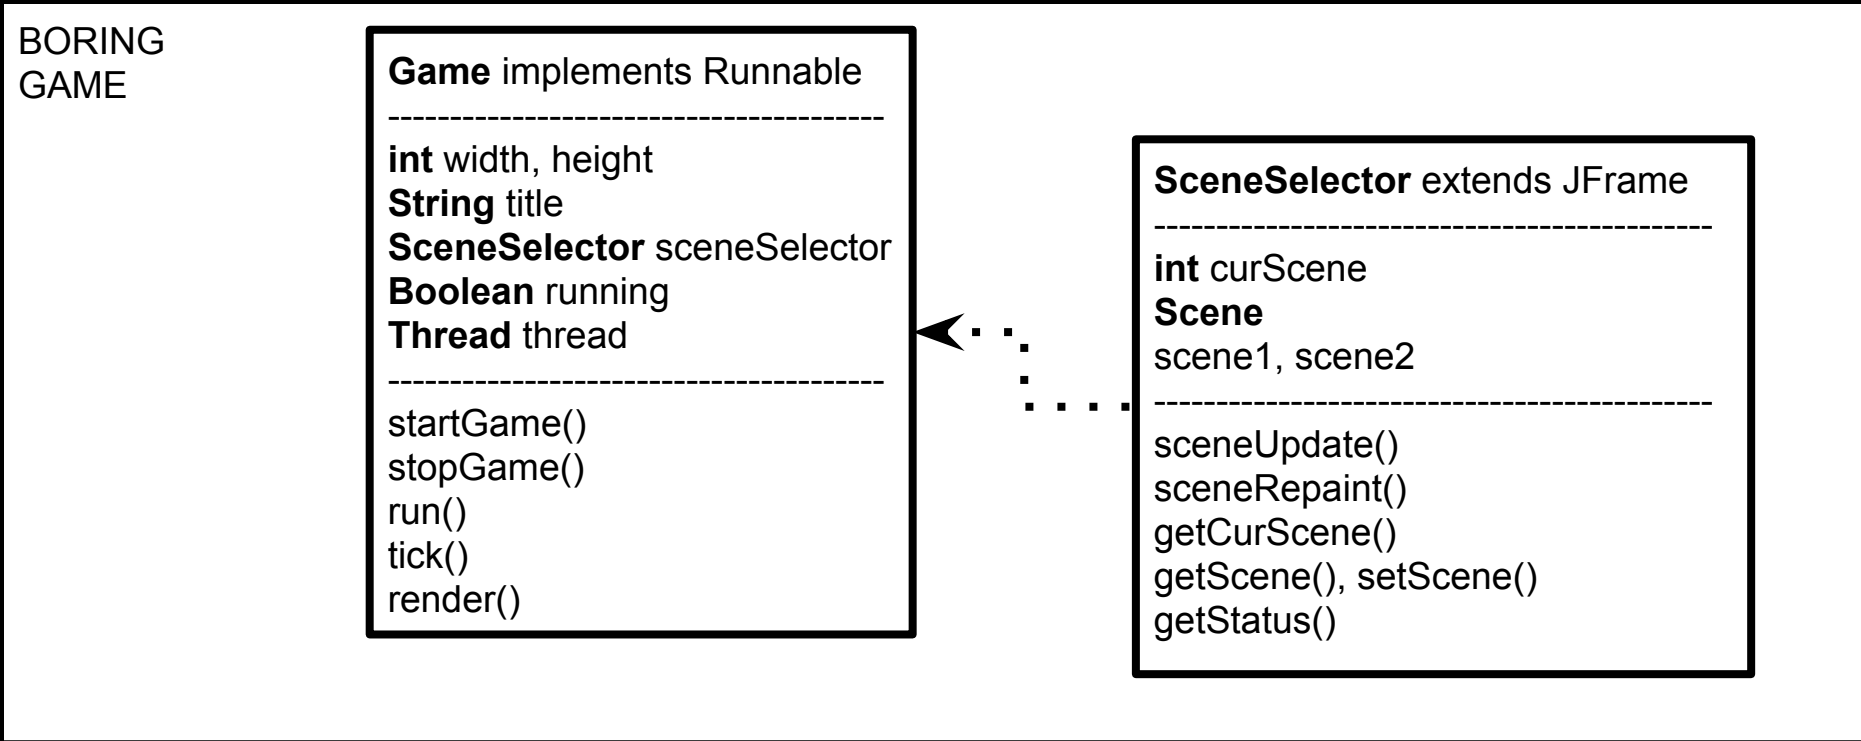 BORING
GAME
Game implements Runnable
----------------------------------------
int width, height
String title
SceneSelector sceneSelector
Boolean running
Thread thread
----------------------------------------
startGame()
stopGame()
run()
tick()
render()
SceneSelector extends JFrame
---------------------------------------------
int curScene
Scene
scene1, scene2
---------------------------------------------
sceneUpdate()
sceneRepaint()
getCurScene()
getScene(), setScene()
getStatus()